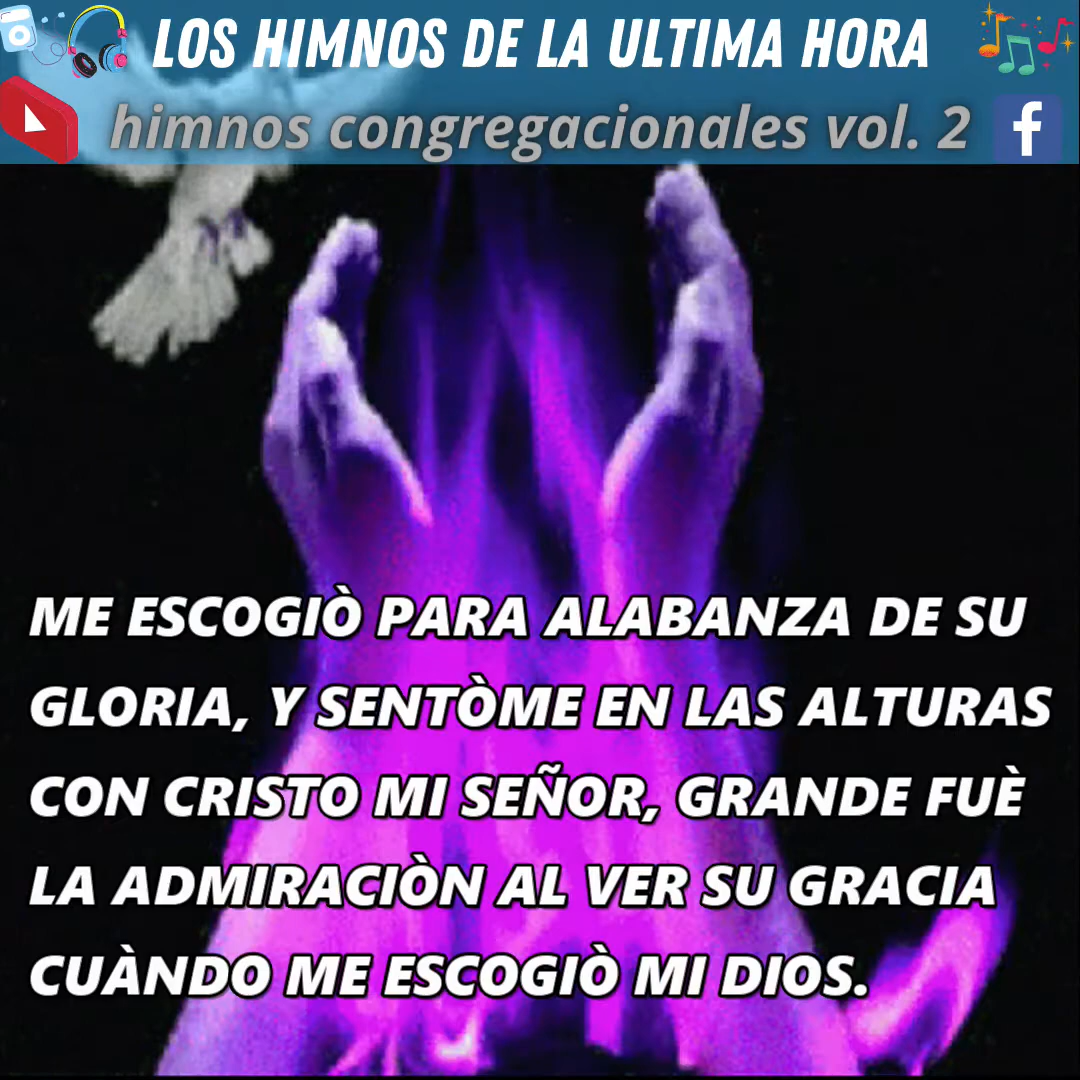 LOS HIMNOS DE LA ULTIMA HORA
himnos congregacionales vol. 2
f
ME ESCOGIÒ PARA ALABANZA DE SU
GLORIA, Y SENTÒME EN LAS ALTURAS
CON CRISTO MI SEÑOR, GRANDE FUÈ
LA ADMIRACIÒN AL VER SU GRACIA
CUÀNDO ME ESCOGIÒ MI DIOS.